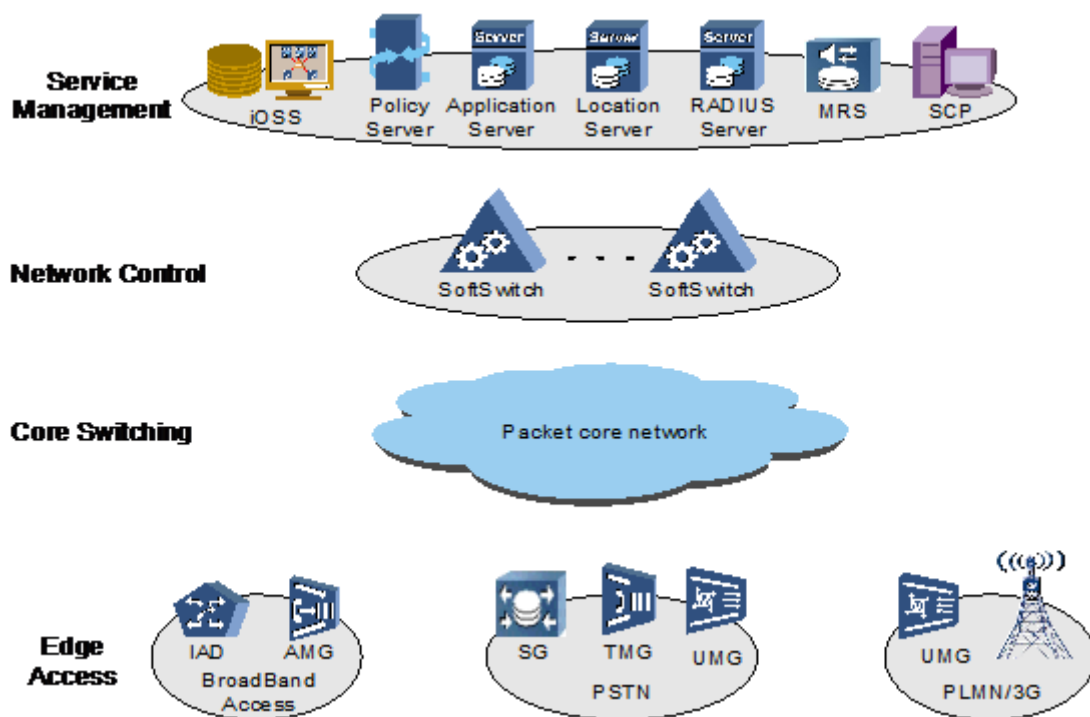 Service
Management
Server
Server
Server
iOSS
Policy
Server
Application
Server
Location
Server
RADIUS
Server
MRS
SCP
Network Control
SoftSwitch
- - -
SoftSwitch
Core Switching
Packet core network
Edge
Access
IAD
AMG
BroadBand
Access
SG
TMG
UMG
PSTN
UMG
PLMN/3G